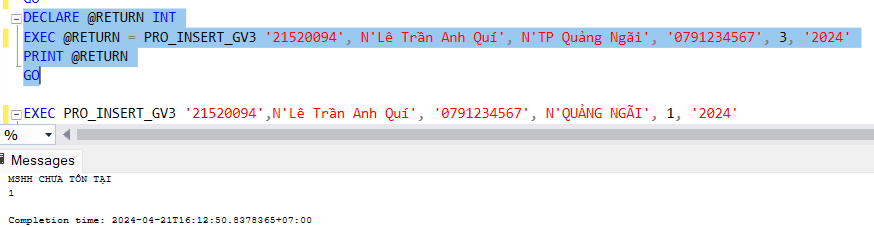 GO
DECLARE @RETURN INT
EXEC @RETURN = PRO_INSERT_GV3 '21520094', N'Lê Trần Anh Quí', N'TP Quảng Ngãi', '0791234567', 3, '2024'
PRINT @RETURN
GO
EXEC PRO_INSERT_GV3 '21520094',N'Lê Trần Anh Quí', '0791234567', N'QUẢNG NGÃI', 1, '2024'
%
Messages
MSHH CHƯA TỒN TẠI
1
Completion time: 2024-04-21T16:12:50.8378365+07:00